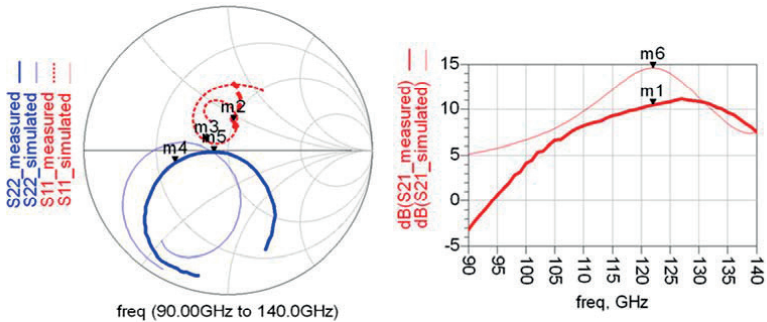 S22_measured
S22_simulated
S11_measured
S11_simulated
m2
m3
m5
m4
freq (90.00GHz to 140.0GHz)
dB(S21_measured)
dB(S21_simulated)
15
10
5
0
-5
m6
m1
90
95
100
105
110
115
120
125
130
135
140
freq, GHz